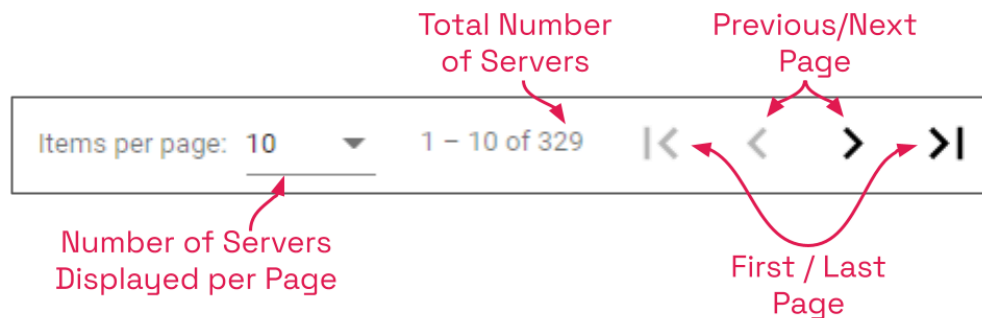 Total Number
of Servers
Previous/Next
Page
Items per page: 10 1 – 10 of 329
Number of Servers
Displayed per Page
First / Last
Page